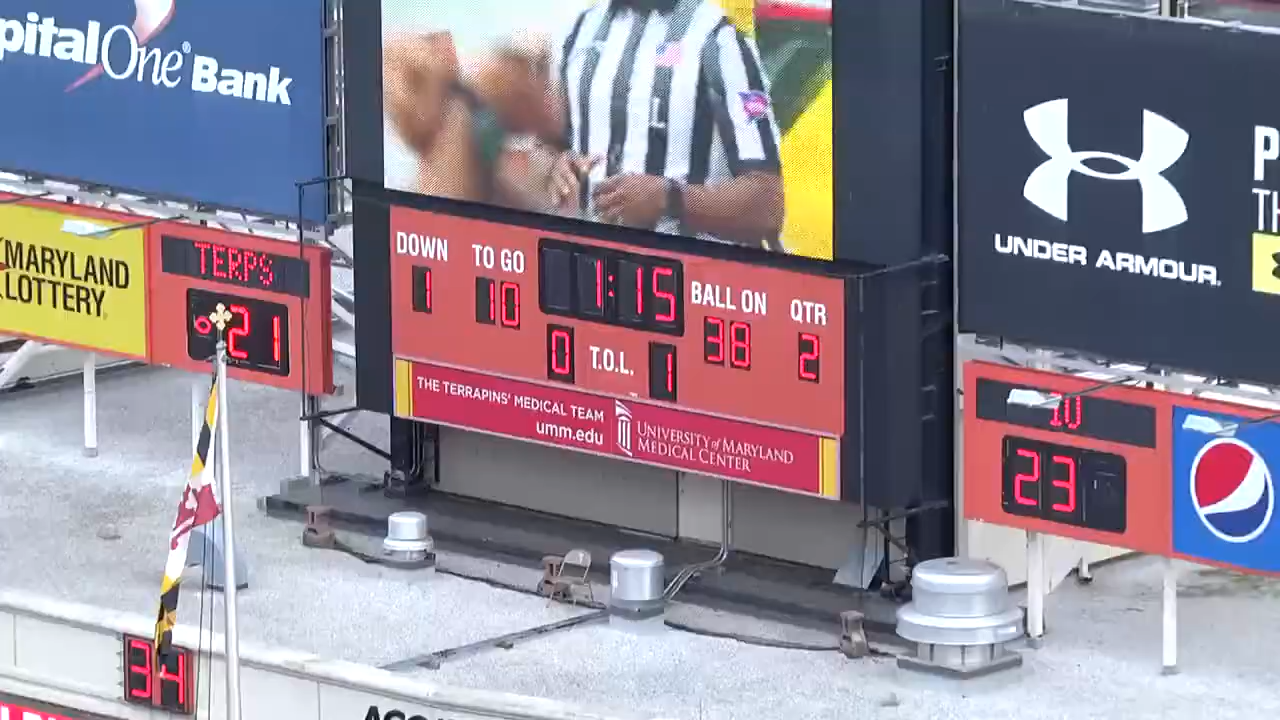 pitalOne® Bank
MARYLAND
LOTTERY
TERPS
21
DOWN
1
TO GO
10
1:15
BALL ON
38
QTR
2
0
T.O.L.
1
THE TERRAPINS' MEDICAL TEAM
umm.edu
UNIVERSITY of MARYLAND
MEDICAL CENTER
UNDER ARMOUR.
10
23
34